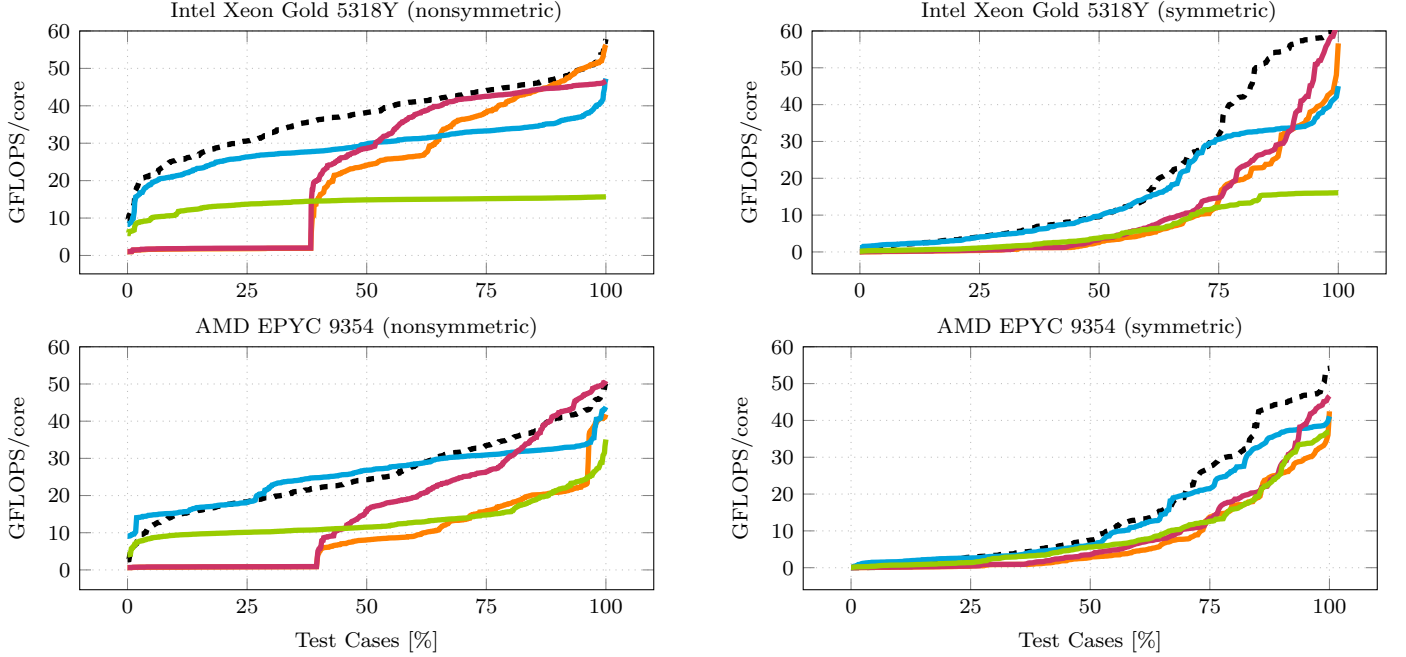 Intel Xeon Gold 5318Y (nonsymmetric)
60
50
40
30
20
10
0
GFLOPS/core
0 25 50 75 100
Intel Xeon Gold 5318Y (symmetric)
60
50
40
30
20
10
0
GFLOPS/core
0 25 50 75 100
AMD EPYC 9354 (nonsymmetric)
60
50
40
30
20
10
0
GFLOPS/core
0 25 50 75 100
Test Cases [%]
AMD EPYC 9354 (symmetric)
60
50
40
30
20
10
0
GFLOPS/core
0 25 50 75 100
Test Cases [%]